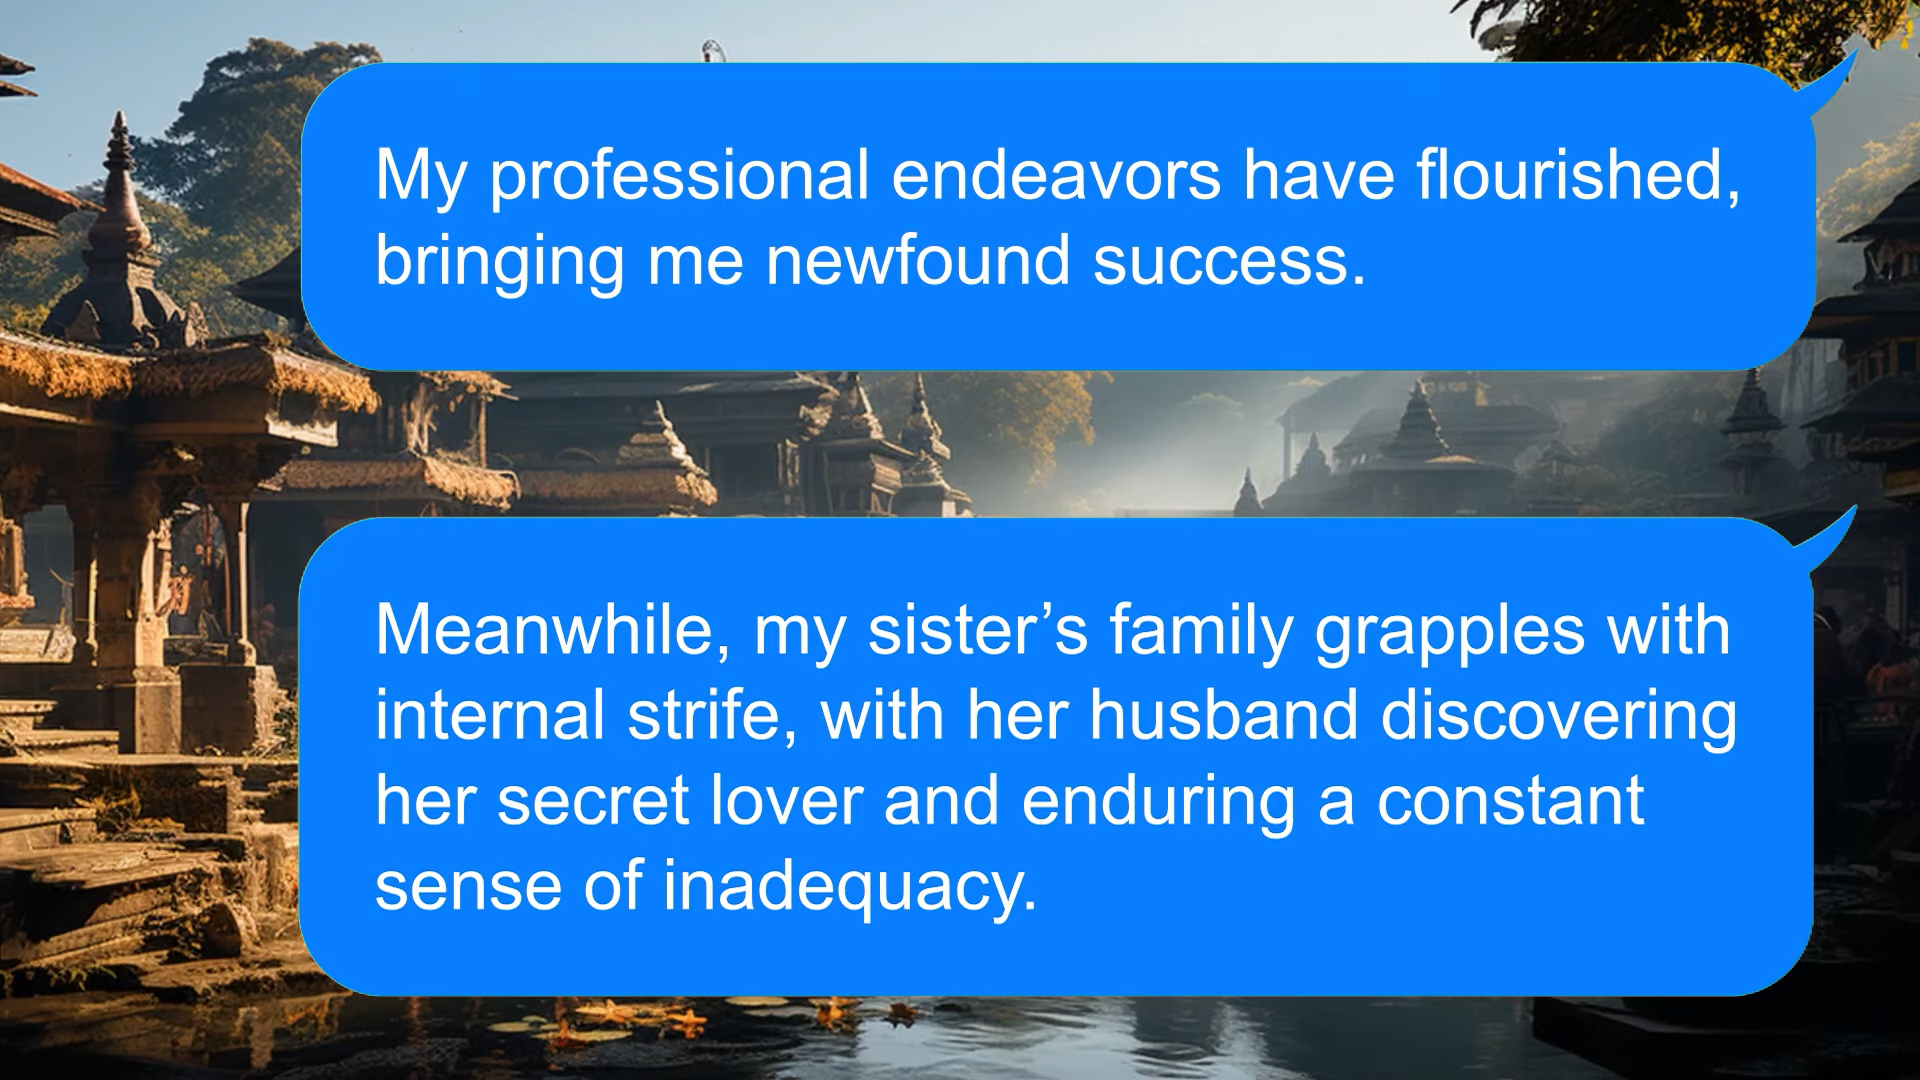 My professional endeavors have flourished,
bringing me newfound success.
Meanwhile, my sister’s family grapples with
internal strife, with her husband discovering
her secret lover and enduring a constant
sense of inadequacy.